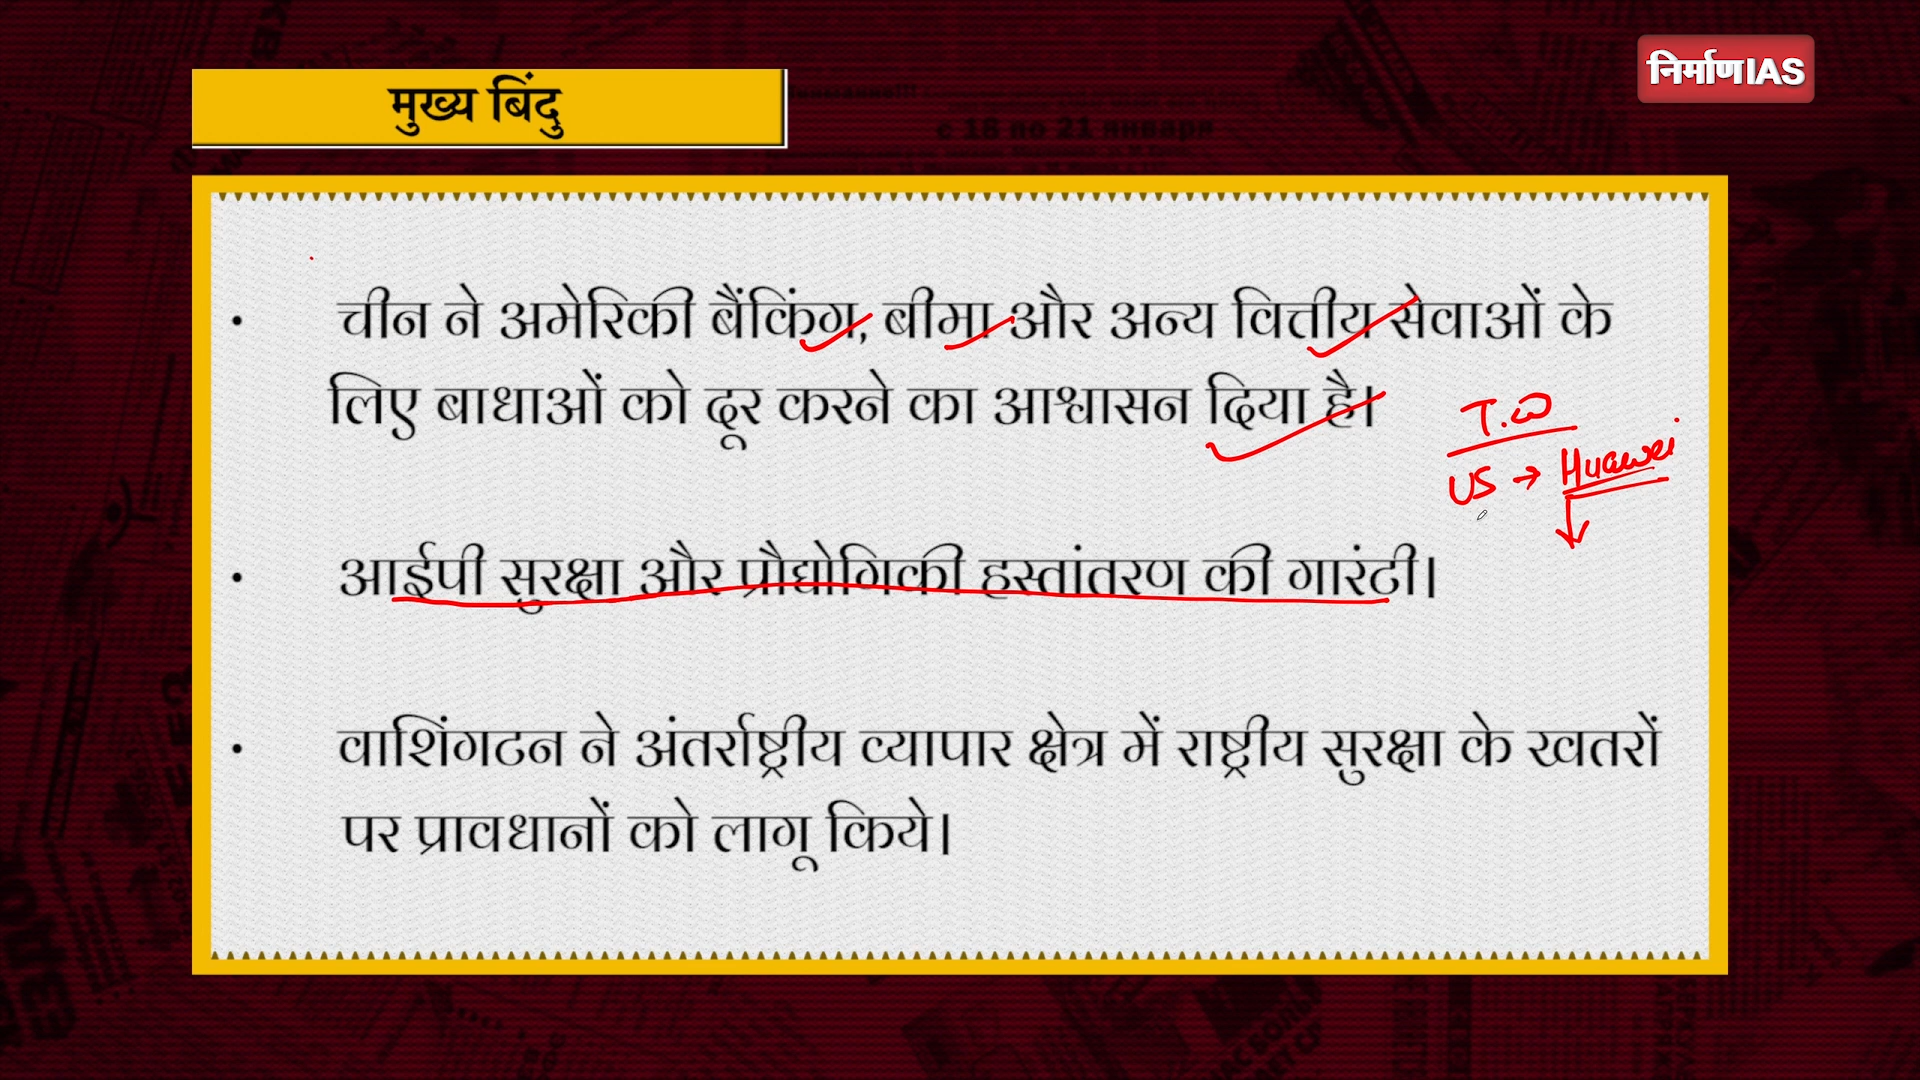 निर्माण IAS
मुख्य बिंदु
• चीन ने अमेरिकी बैंकिंग, बीमा और अन्य वित्तीय सेवाओं के
लिए बाधाओं को दूर करने का आश्वासन दिया है।
T.W
US → Huawei
• आईपी सुरक्षा और प्रौद्योगिकी हस्तांतरण की गारंटी।
• वाशिंगटन ने अंतर्राष्ट्रीय व्यापार क्षेत्र में राष्ट्रीय सुरक्षा के खतरों
पर प्रावधानों को लागू किये।